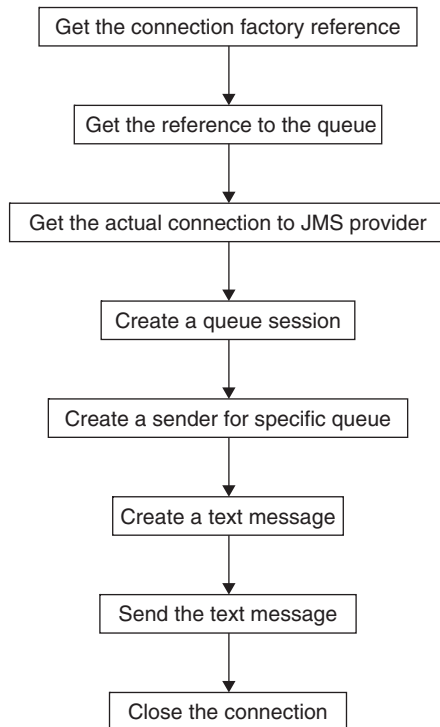 Get the connection factory reference
Get the reference to the queue
Get the actual connection to JMS provider
Create a queue session
Create a sender for specific queue
Create a text message
Send the text message
Close the connection